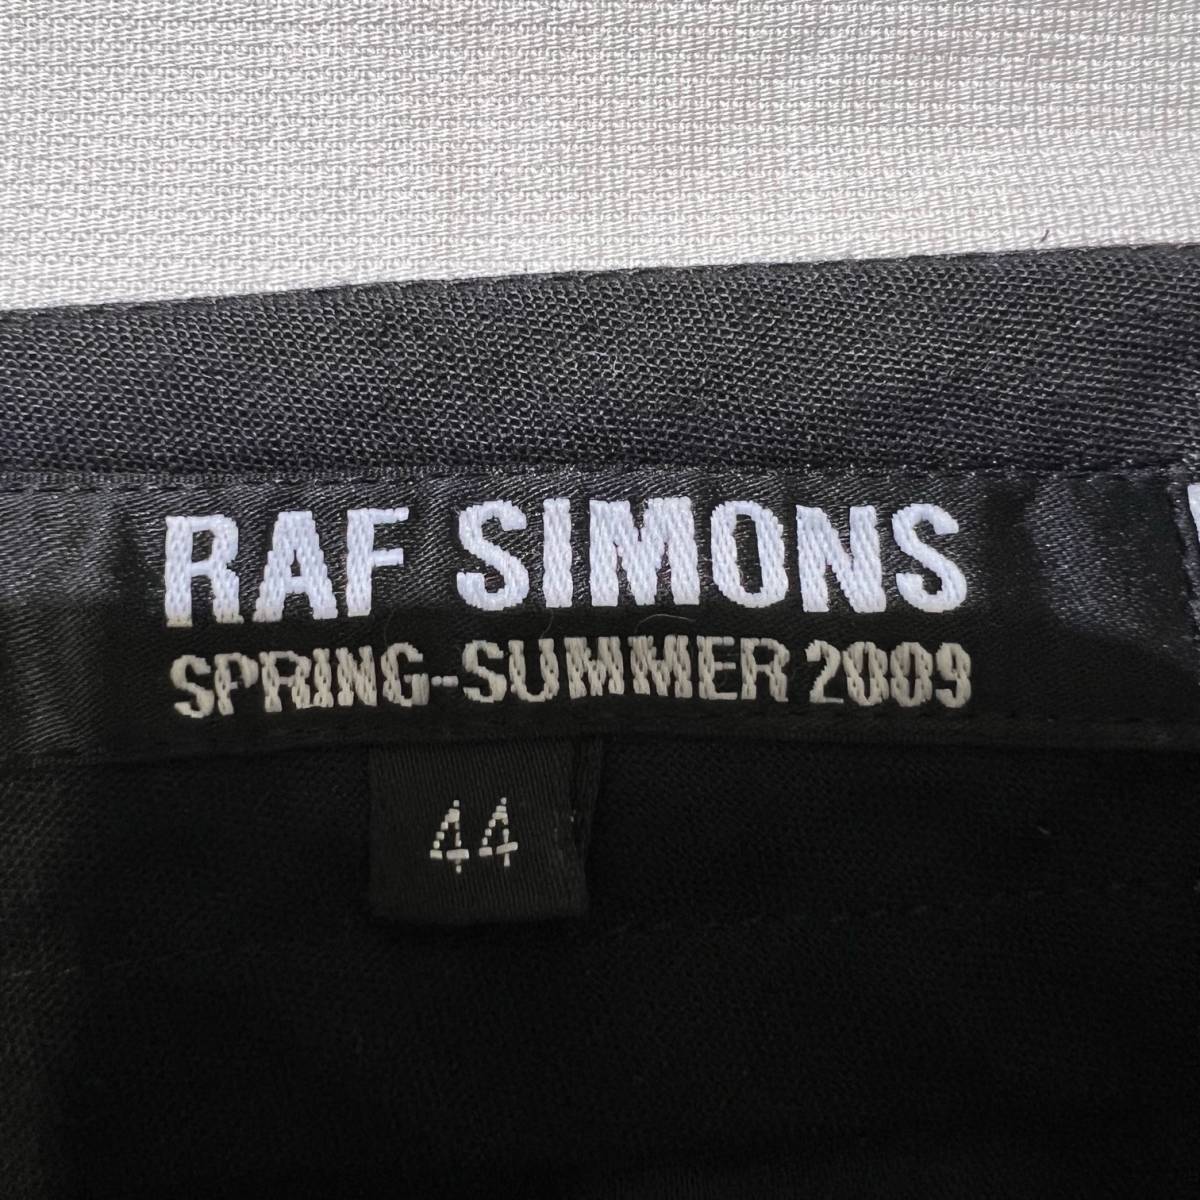 RAF SIMONS
SPRING-SUMMER 2009
44